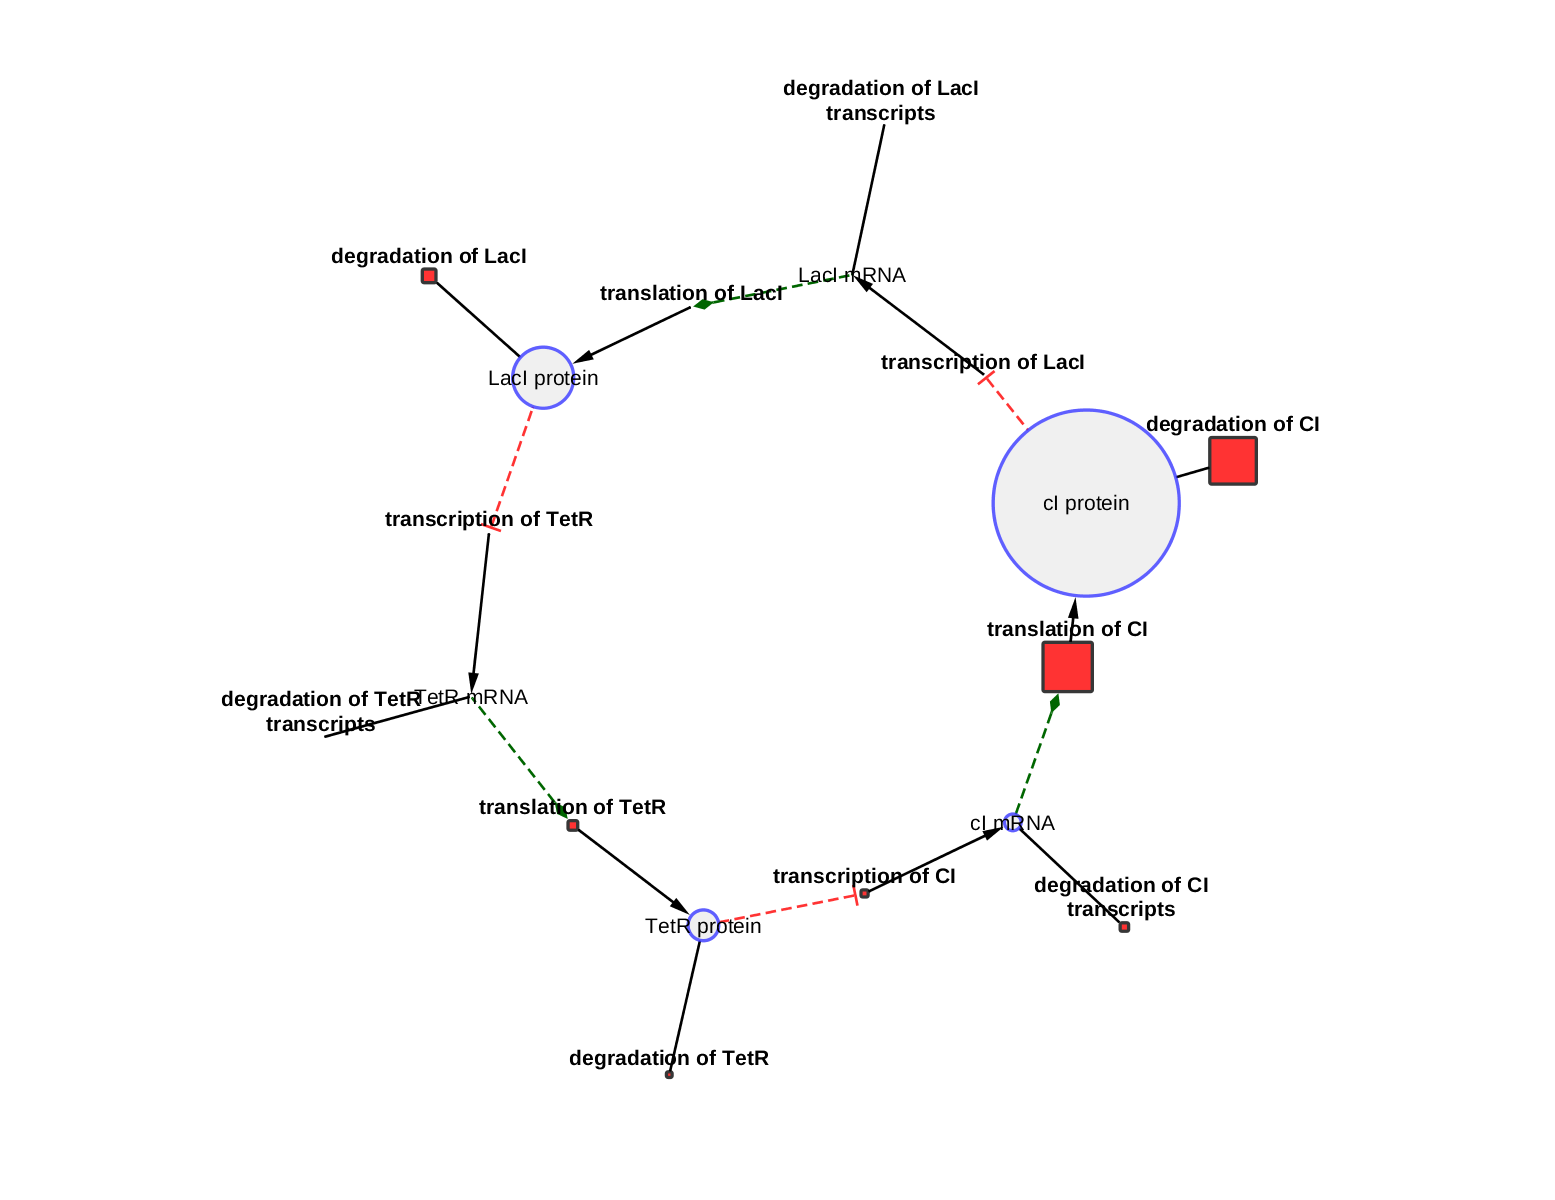 degradation of LacI
transcripts
degradation of LacI
LacI mRNA
translation of LacI
transcription of LacI
LacI protein
degradation of CI
cI protein
transcription of TetR
translation of CI
TetR mRNA
degradation of TetR
transcripts
translation of TetR
cI mRNA
transcription of CI
degradation of CI
transcripts
TetR protein
degradation of TetR